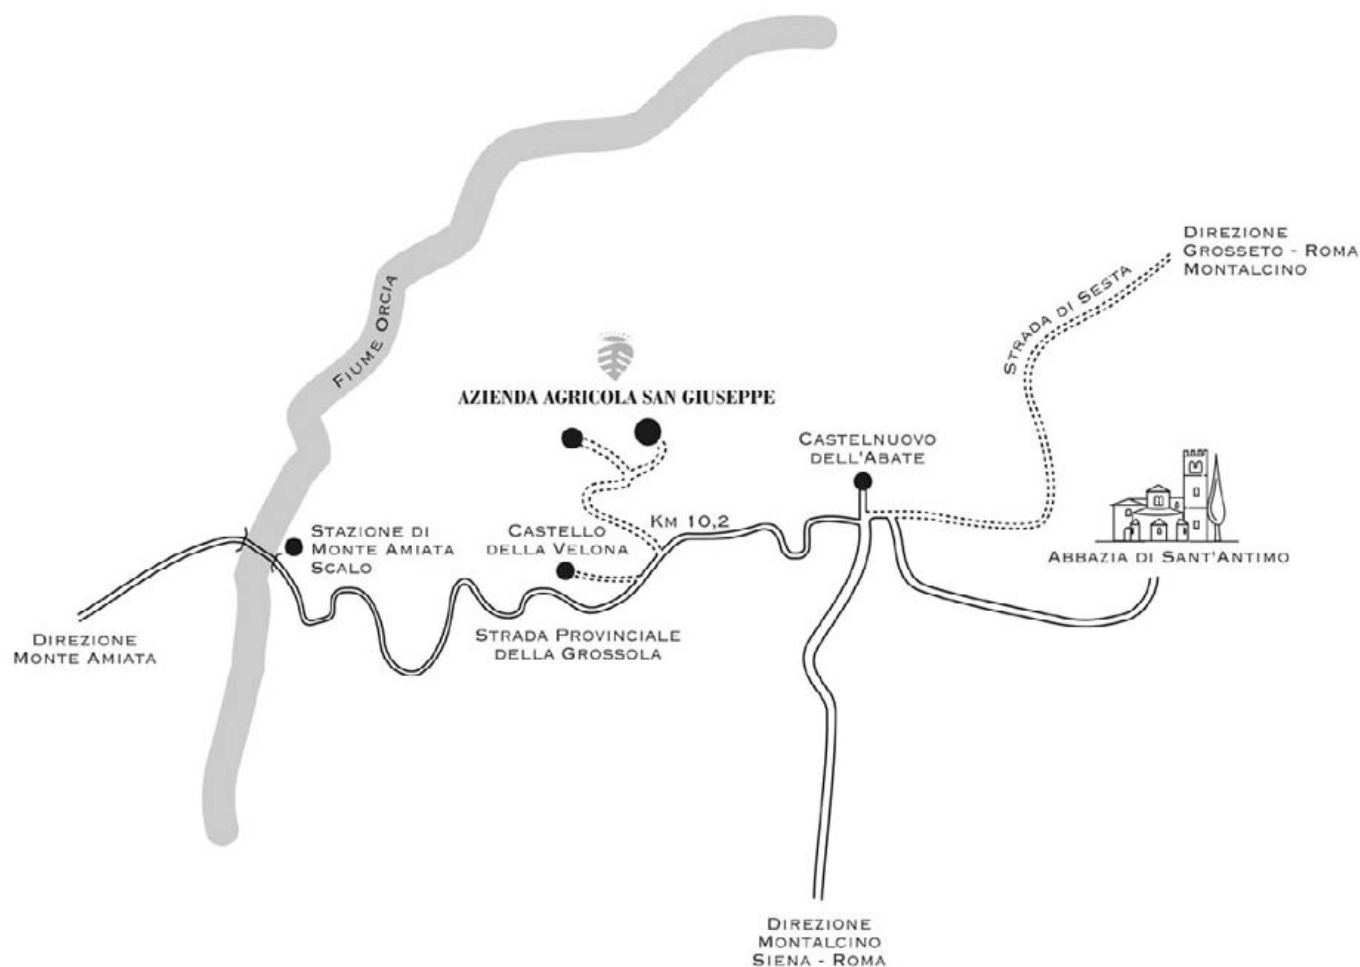 DIREZIONE
GROSSETO - ROMA
MONTALCINO
STRADA DI SESTA
FIUME ORCIA
AZIENDA AGRICOLA SAN GIUSEPPE
CASTELNUOVO
DELL'ABATE
KM 10,2
STAZIONE DI
MONTE AMIATA
SCALO
CASTELLO
DELLA VELONA
ABBAZIA DI SANT'ANTIMO
DIREZIONE
MONTE AMIATA
STRADA PROVINCIALE
DELLA GROSSOLA
DIREZIONE
MONTALCINO
SIENA - ROMA